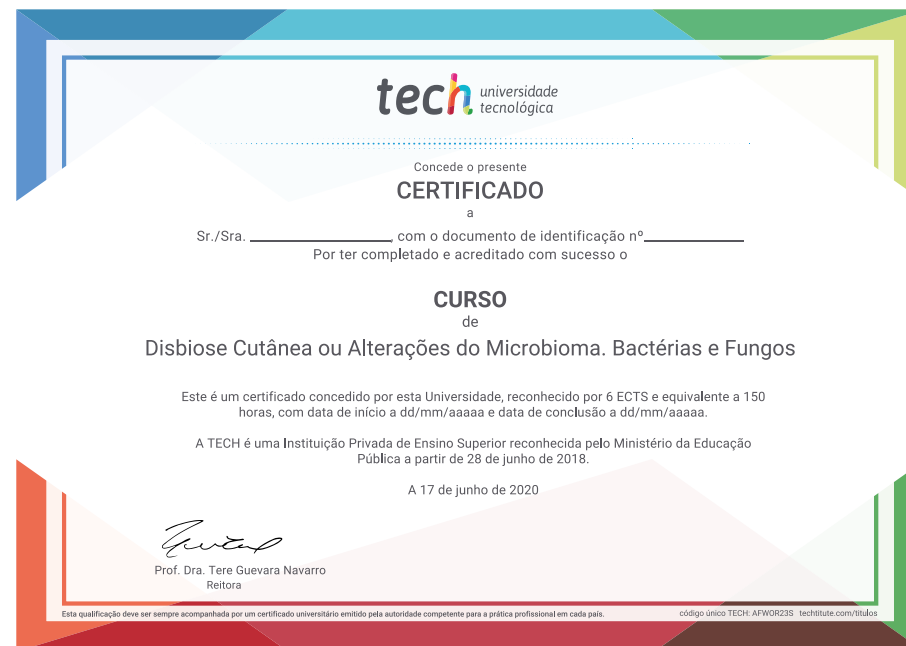 tech universidade
tecnológica
Concede o presente
CERTIFICADO
a
Sr./Sra. ________________, com o documento de identificação nº____________
Por ter completado e acreditado com sucesso o
CURSO
de
Disbiose Cutânea ou Alterações do Microbioma. Bactérias e Fungos
Este é um certificado concedido por esta Universidade, reconhecido por 6 ECTS e equivalente a 150
horas, com data de início a dd/mm/aaaaa e data de conclusão a dd/mm/aaaaa.
A TECH é uma Instituição Privada de Ensino Superior reconhecida pelo Ministério da Educação
Pública a partir de 28 de junho de 2018.
A 17 de junho de 2020
Prof. Dra. Tere Guevara Navarro
Reitora
Esta qualificação deve ser sempre acompanhada por um certificado universitário emitido pela autoridade competente para a prática profissional em cada país.
código único TECH: AFWOR23S techtitute.com/titulos